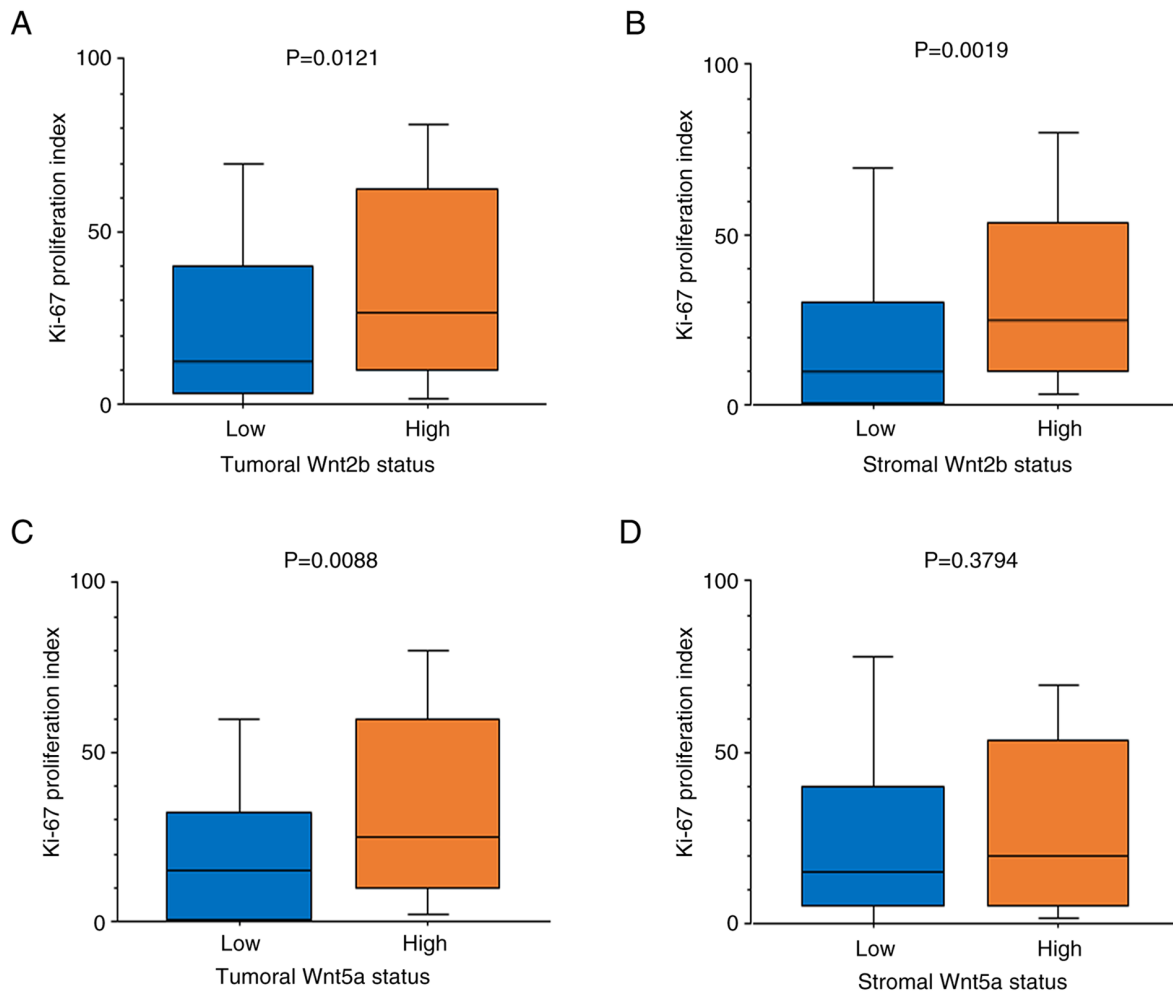 A
P=0.0121
100
50
0
Ki-67 proliferation index
Low
High
Tumoral Wnt2b status
B
P=0.0019
100
50
0
Ki-67 proliferation index
Low
High
Stromal Wnt2b status
C
P=0.0088
100
50
0
Ki-67 proliferation index
Low
High
Tumoral Wnt5a status
D
P=0.3794
100
50
0
Ki-67 proliferation index
Low
High
Stromal Wnt5a status